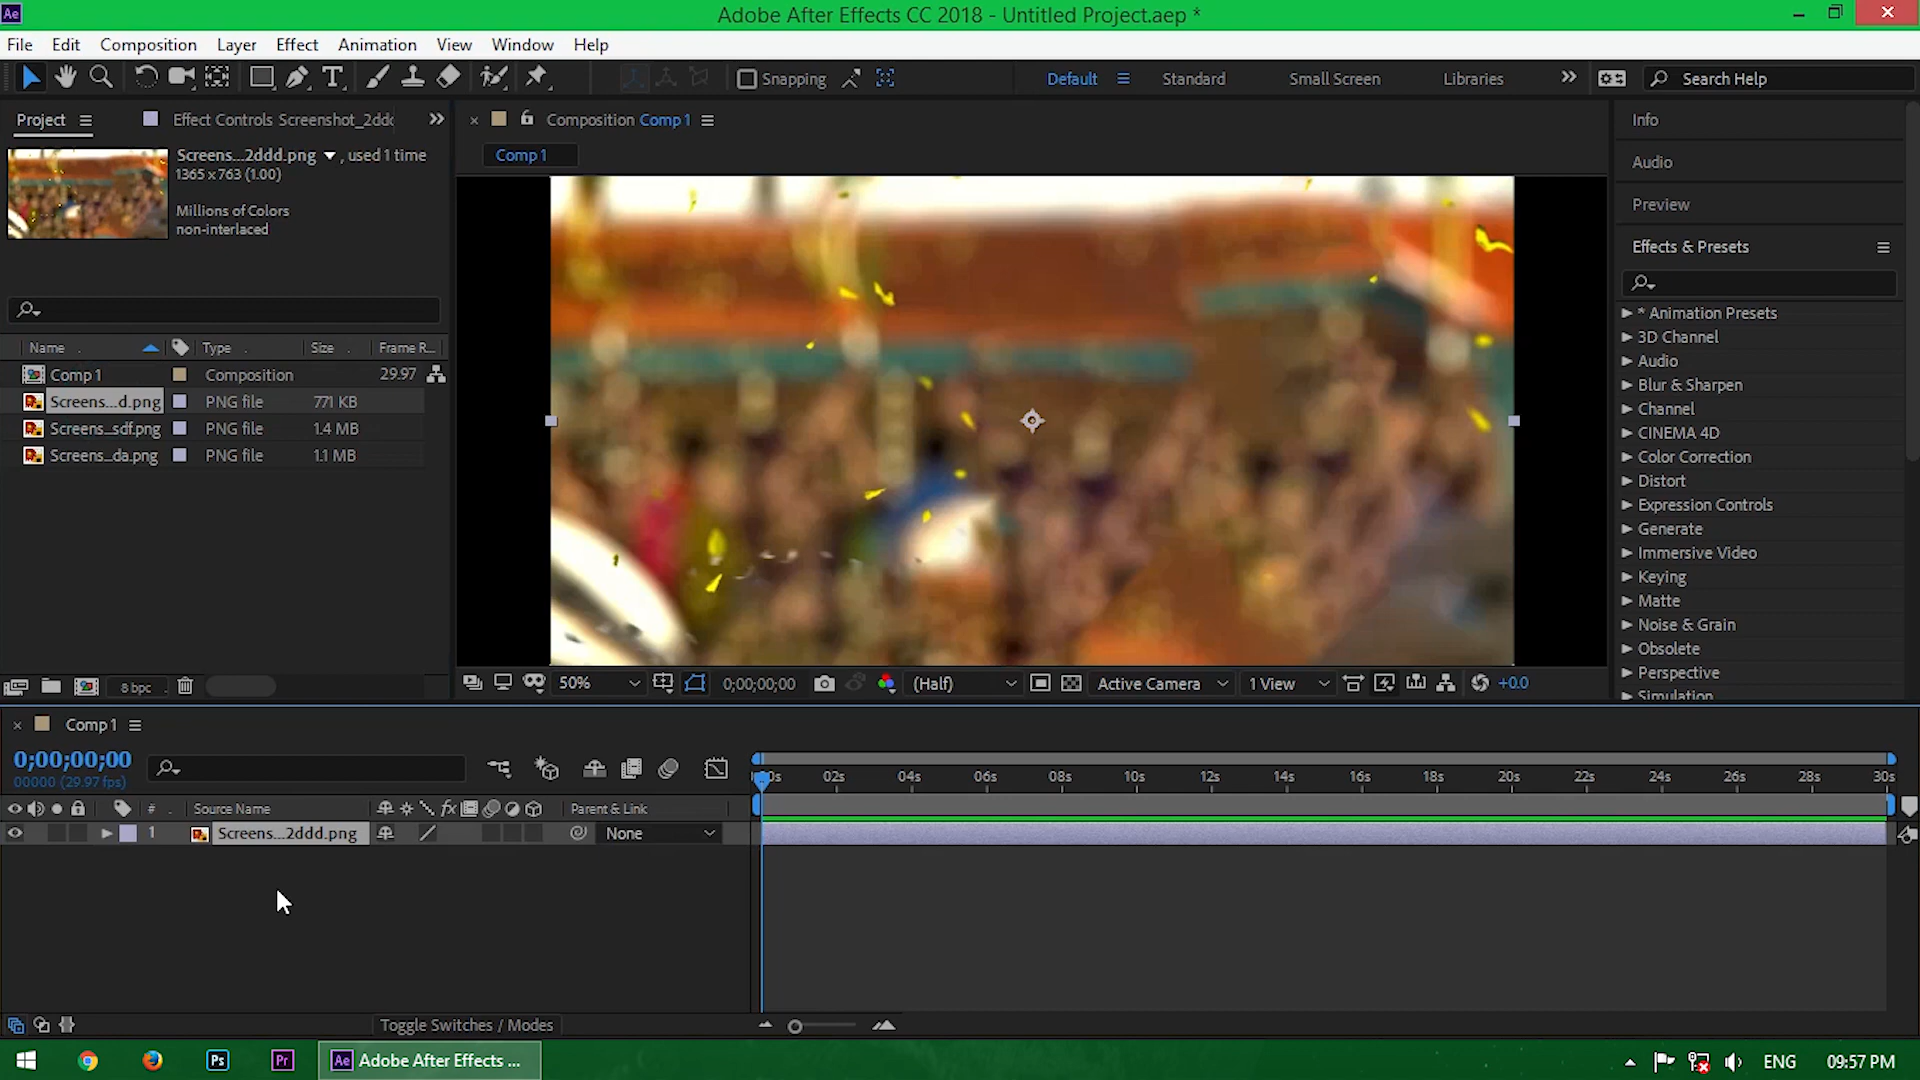 Ae
Adobe After Effects CC 2018 - Untitled Project.aep *
File Edit Composition Layer Effect Animation View Window Help
Snapping
Default Standard Small Screen Libraries
Search Help
Project
Effect Controls Screenshot_2ddd
Composition Comp 1
Comp 1
Screens...2ddd.png , used 1 time
1365 x 763 (1.00)
Millions of Colors
non-interlaced
Name Type Size Frame R...
Comp 1 Composition 29.97
Screens...d.png PNG file 771 KB
Screens...sdf.png PNG file 1.4 MB
Screens...da.png PNG file 1.1 MB
8 bpc
50% 0;00;00;00 (Half) Active Camera 1 View +0.0
Info
Audio
Preview
Effects & Presets
* Animation Presets
3D Channel
Audio
Blur & Sharpen
Channel
CINEMA 4D
Color Correction
Distort
Expression Controls
Generate
Immersive Video
Keying
Matte
Noise & Grain
Obsolete
Perspective
Simulation
Comp 1
0;00;00;00
00000 (29.97 fps)
0s 02s 04s 06s 08s 10s 12s 14s 16s 18s 20s 22s 24s 26s 28s 30s
# Source Name fx Parent & Link
1 Screens...2ddd.png None
Toggle Switches / Modes
Ps Pr Ae Adobe After Effects ... ENG 09:57 PM